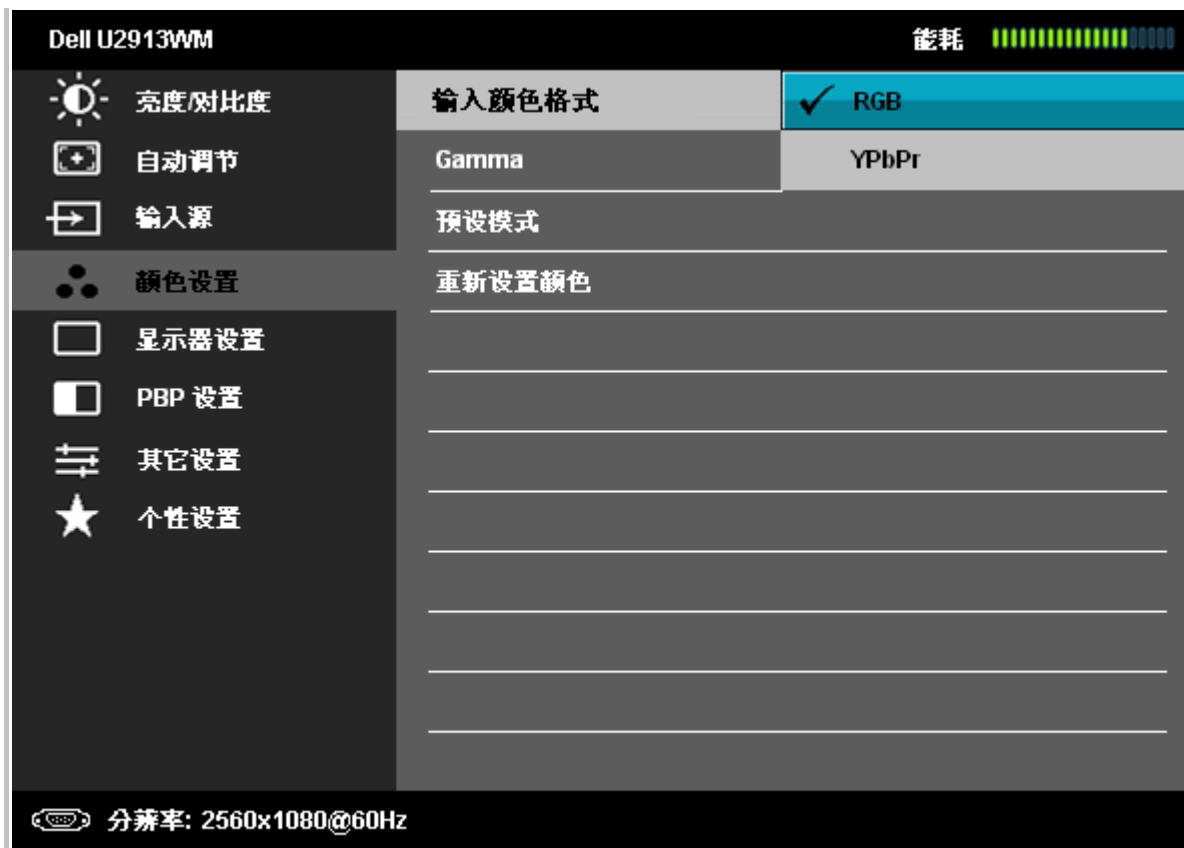 Dell U2913WM 能耗
亮度/对比度
自动调节
输入源
颜色设置
显示器设置
PBP 设置
其它设置
个性设置
输入颜色格式
Gamma
预设模式
重新设置颜色
RGB
YPbPr
分辨率: 2560x1080@60Hz